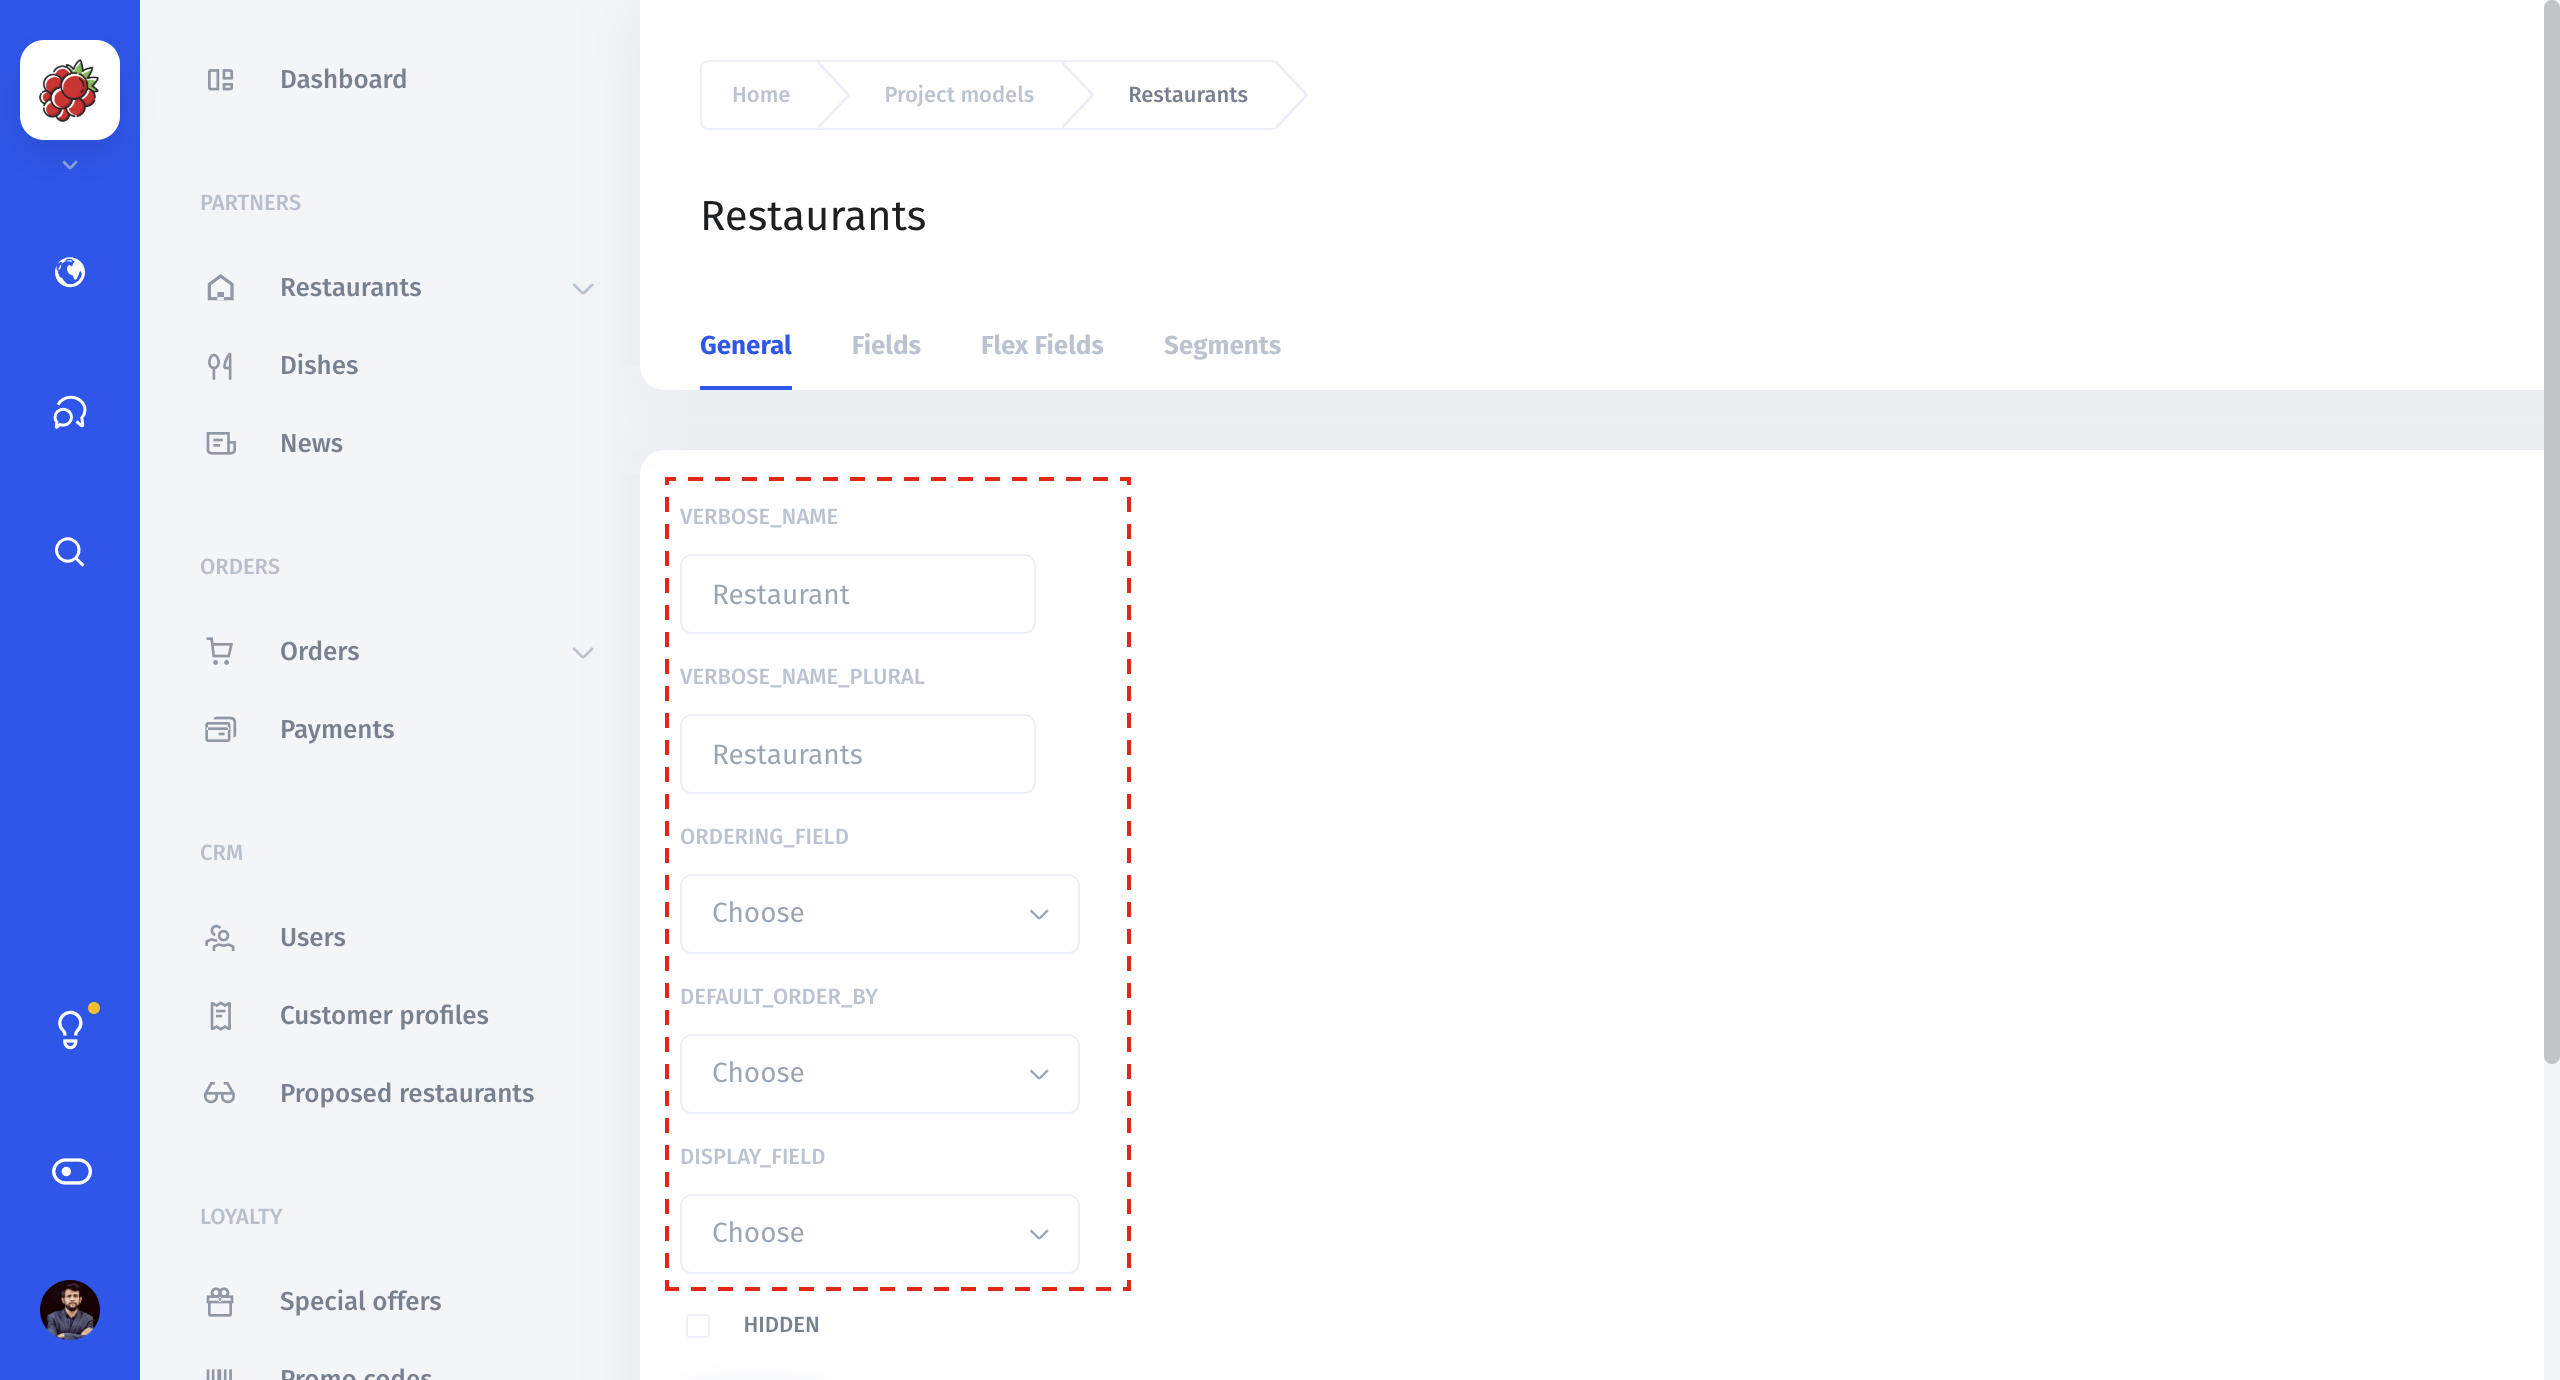 Dashboard
PARTNERS
Restaurants
Dishes
News
ORDERS
Orders
Payments
CRM
Users
Customer profiles
Proposed restaurants
LOYALTY
Special offers
Promo codes
Home
Project models
Restaurants
Restaurants
General
Fields
Flex Fields
Segments
VERBOSE_NAME
Restaurant
VERBOSE_NAME_PLURAL
Restaurants
ORDERING_FIELD
Choose
DEFAULT_ORDER_BY
Choose
DISPLAY_FIELD
Choose
HIDDEN